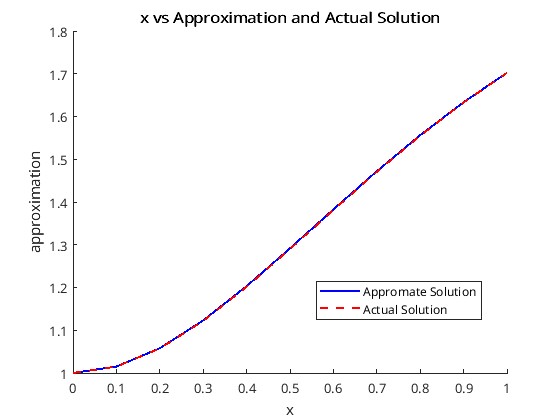 x vs Approximation and Actual Solution
1.8
1.7
1.6
1.5
1.4
1.3
1.2
1.1
1
approximation
Appromate Solution
Actual Solution
0 0.1 0.2 0.3 0.4 0.5 0.6 0.7 0.8 0.9 1
x